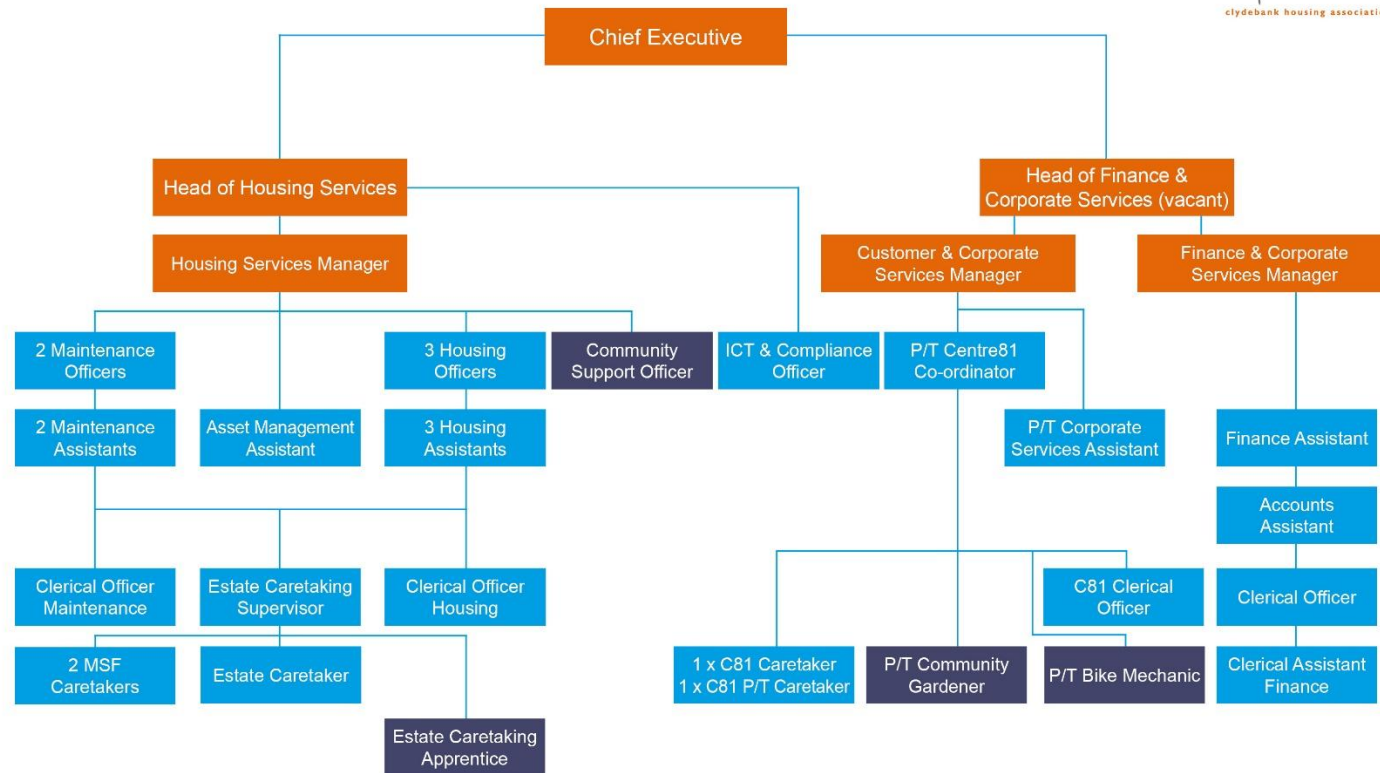 clydebank housing associati
Chief Executive
Head of Housing Services
Head of Finance &
Corporate Services (vacant)
Housing Services Manager
Customer & Corporate
Services Manager
Finance & Corporate
Services Manager
2 Maintenance
Officers
3 Housing
Officers
Community
Support Officer
ICT & Compliance
Officer
P/T Centre81
Co-ordinator
2 Maintenance
Assistants
Asset Management
Assistant
3 Housing
Assistants
P/T Corporate
Services Assistant
Finance Assistant
Accounts
Assistant
Clerical Officer
Maintenance
Estate Caretaking
Supervisor
Clerical Officer
Housing
C81 Clerical
Officer
Clerical Officer
2 MSF
Caretakers
Estate Caretaker
1 x C81 Caretaker
1 x C81 P/T Caretaker
P/T Community
Gardener
P/T Bike Mechanic
Clerical Assistant
Finance
Estate Caretaking
Apprentice